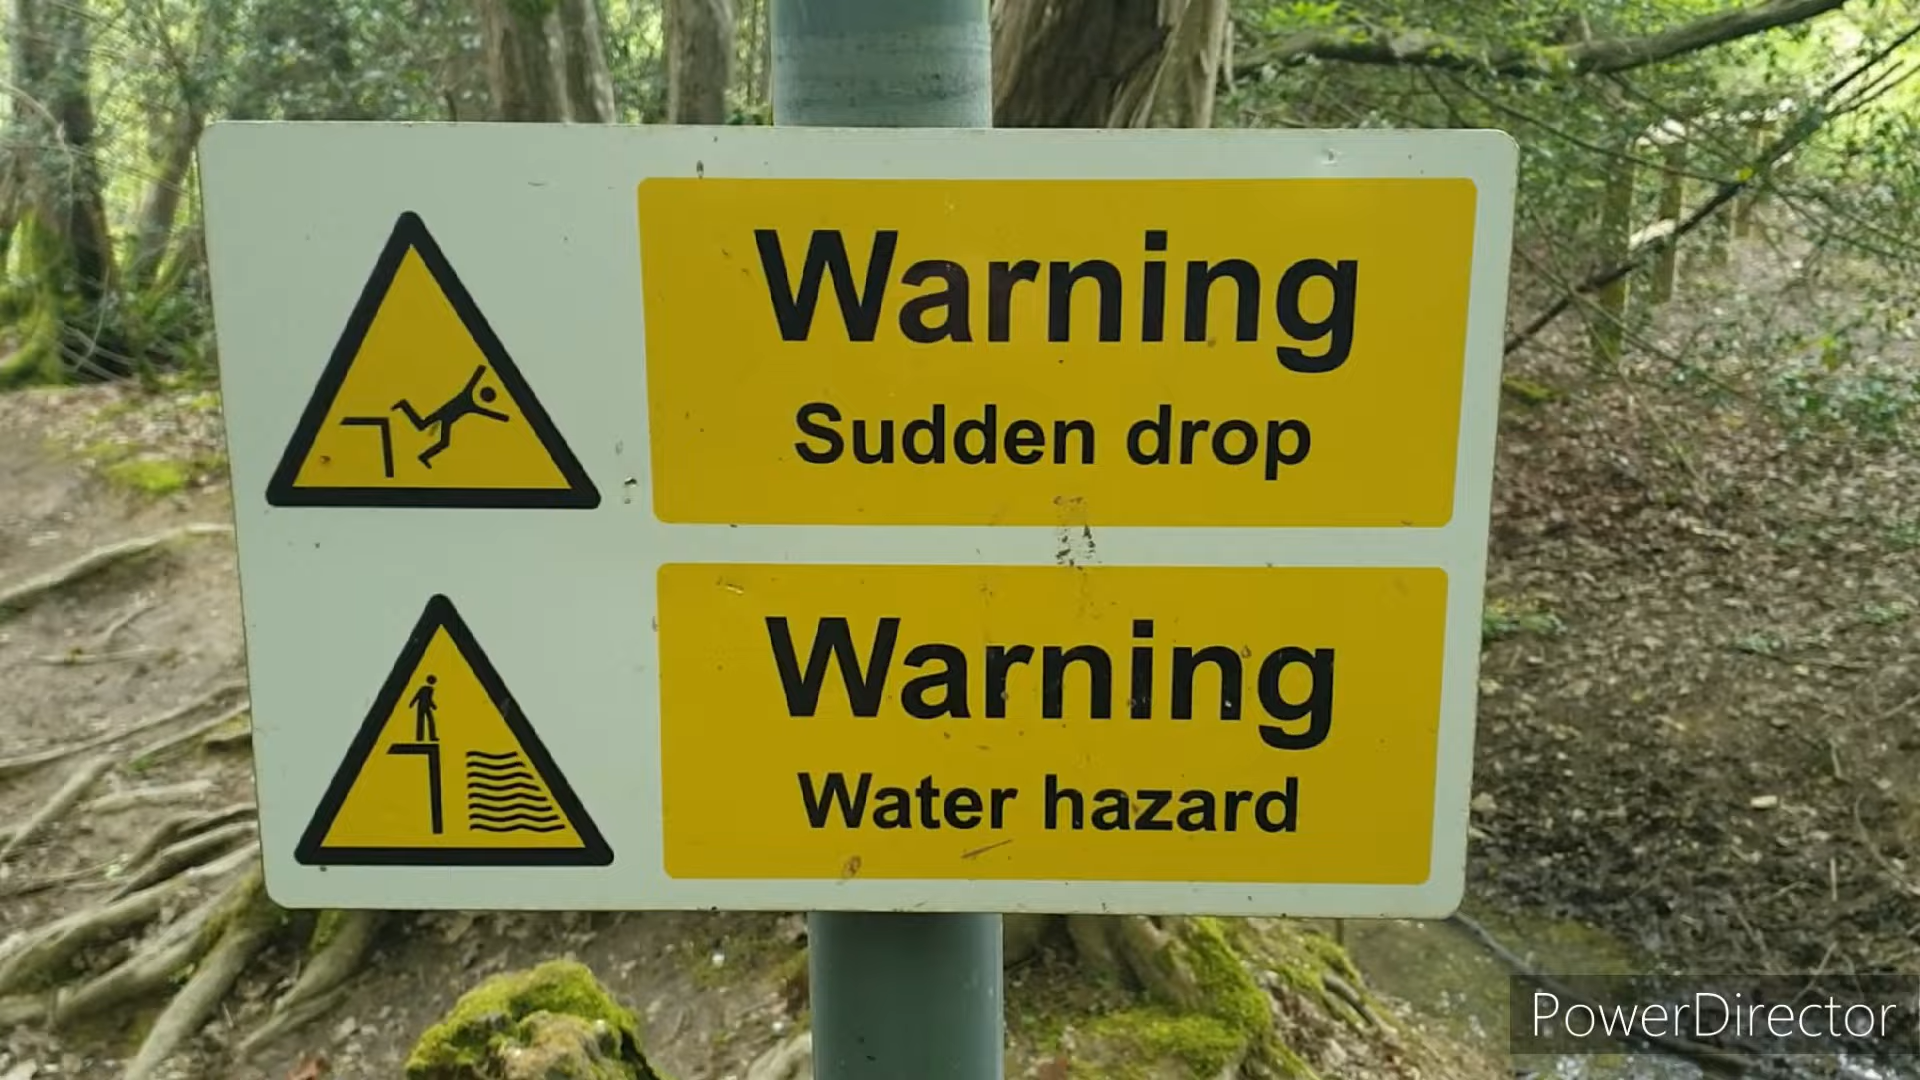 Warning
Sudden drop
Warning
Water hazard
PowerDirector